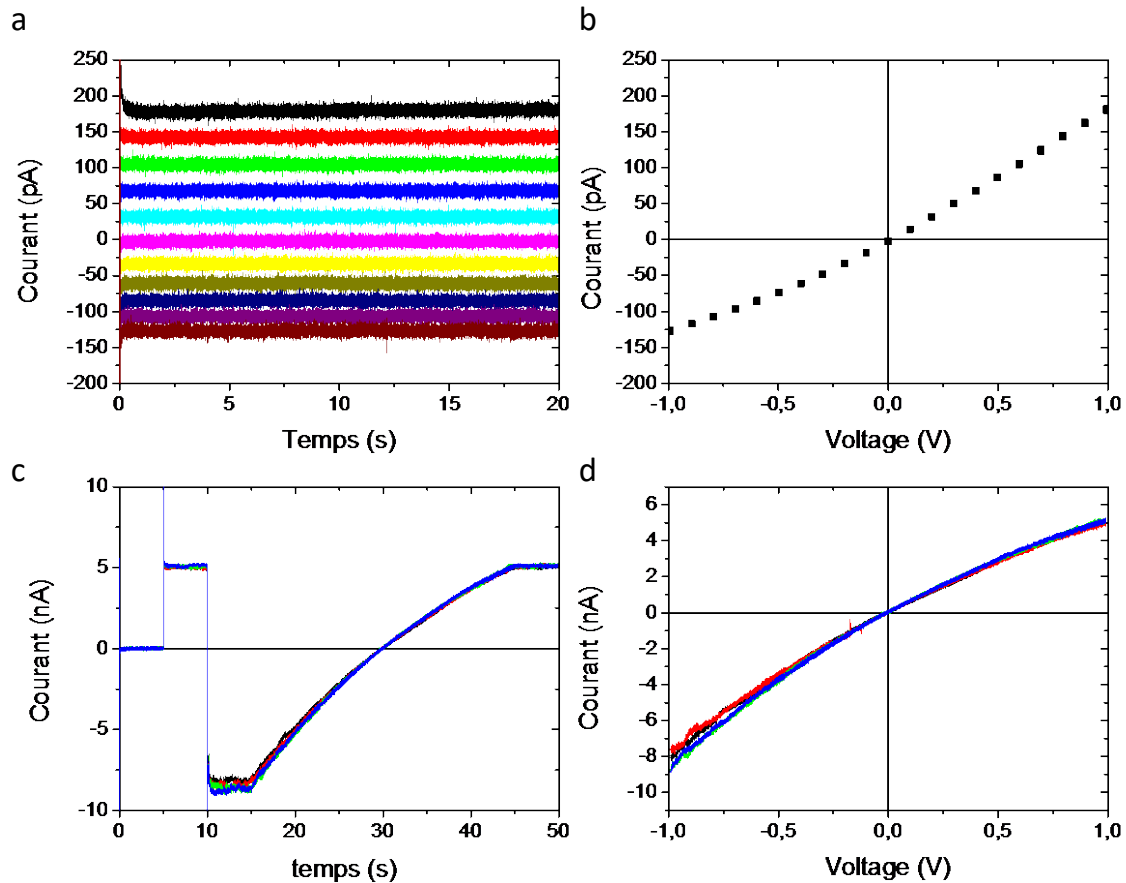 a
250
200
150
100
50
0
-50
-100
-150
-200
Courant (pA)
0 5 10 15 20
Temps (s)
b
250
200
150
100
50
0
-50
-100
-150
-200
Courant (pA)
-1,0 -0,5 0,0 0,5 1,0
Voltage (V)
c
10
5
0
-5
-10
Courant (nA)
0 10 20 30 40 50
temps (s)
d
6
4
2
0
-2
-4
-6
-8
-10
Courant (nA)
-1,0 -0,5 0,0 0,5 1,0
Voltage (V)